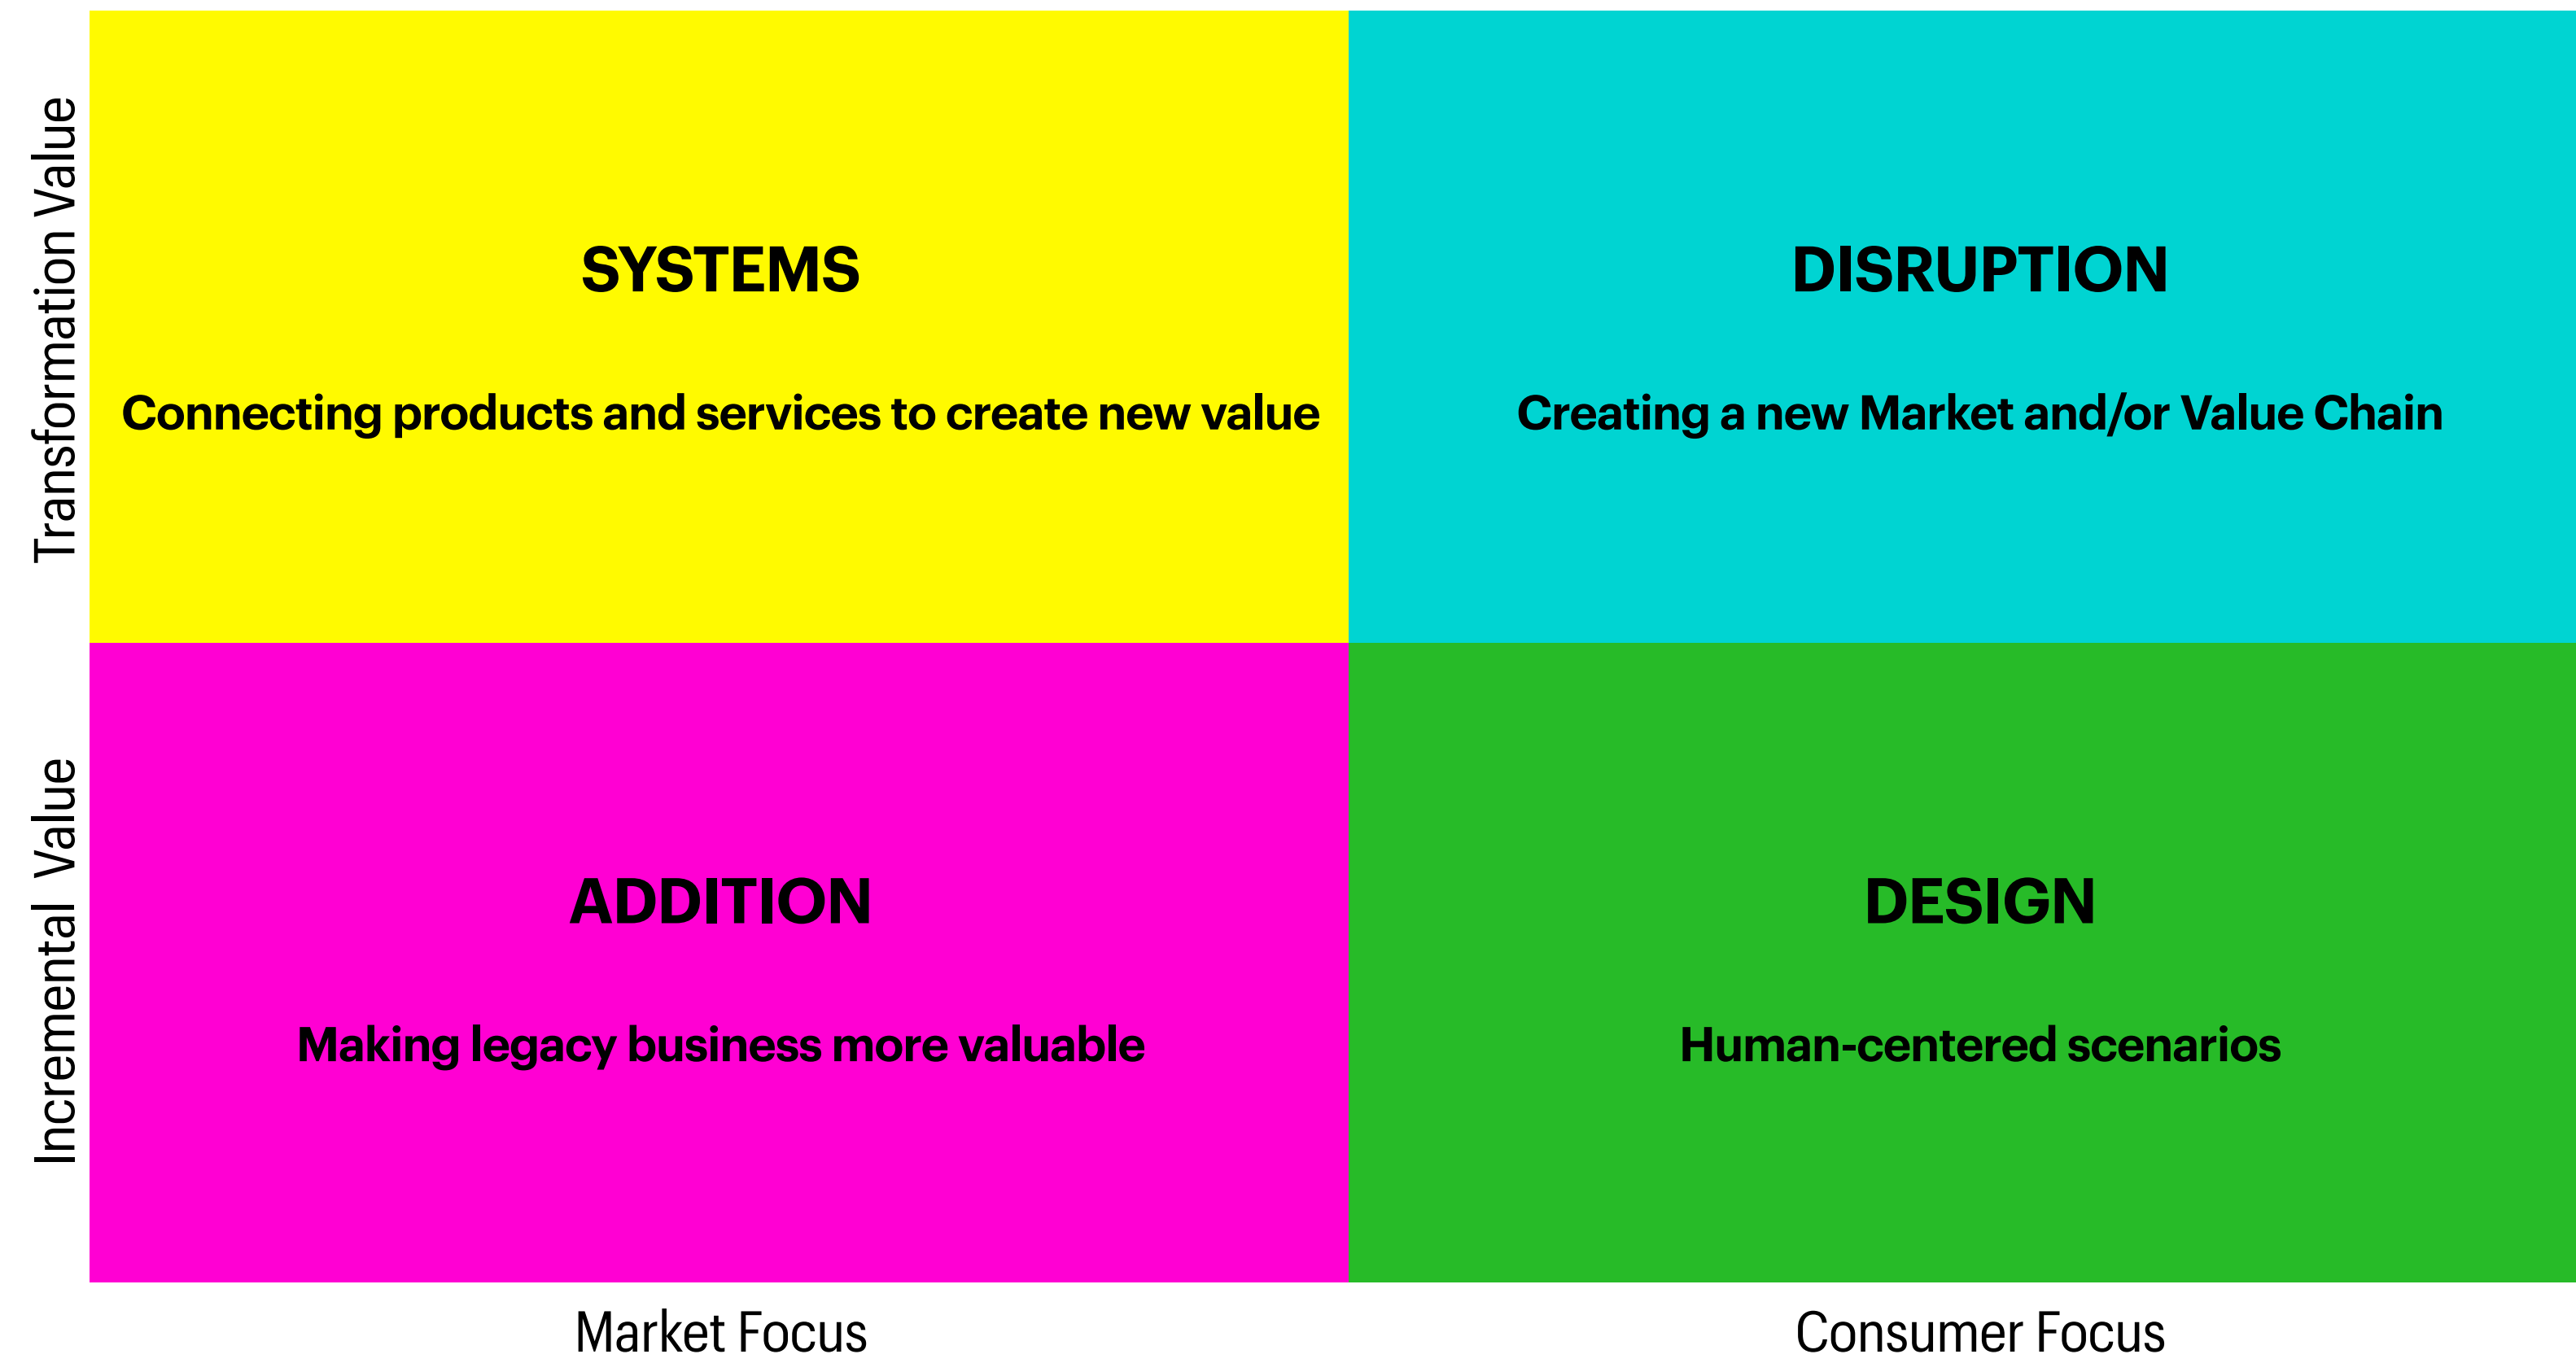 Transformation Value
SYSTEMS
Connecting products and services to create new value
DISRUPTION
Creating a new Market and/or Value Chain
Incremental Value
ADDITION
Making legacy business more valuable
DESIGN
Human-centered scenarios
Market Focus
Consumer Focus